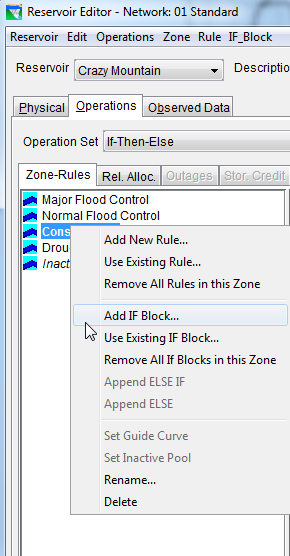 Reservoir Editor - Network: 01 Standard
Reservoir Edit Operations Zone Rule IF_Block
Reservoir Crazy Mountain Descriptio
Physical Operations Observed Data
Operation Set If-Then-Else
Zone-Rules Rel. Alloc. Outages Stor. Credit
Major Flood Control
Normal Flood Control
Cons
Drou
Inact
Add New Rule...
Use Existing Rule...
Remove All Rules in this Zone
Add IF Block...
Use Existing IF Block...
Remove All If Blocks in this Zone
Append ELSE IF
Append ELSE
Set Guide Curve
Set Inactive Pool
Rename...
Delete